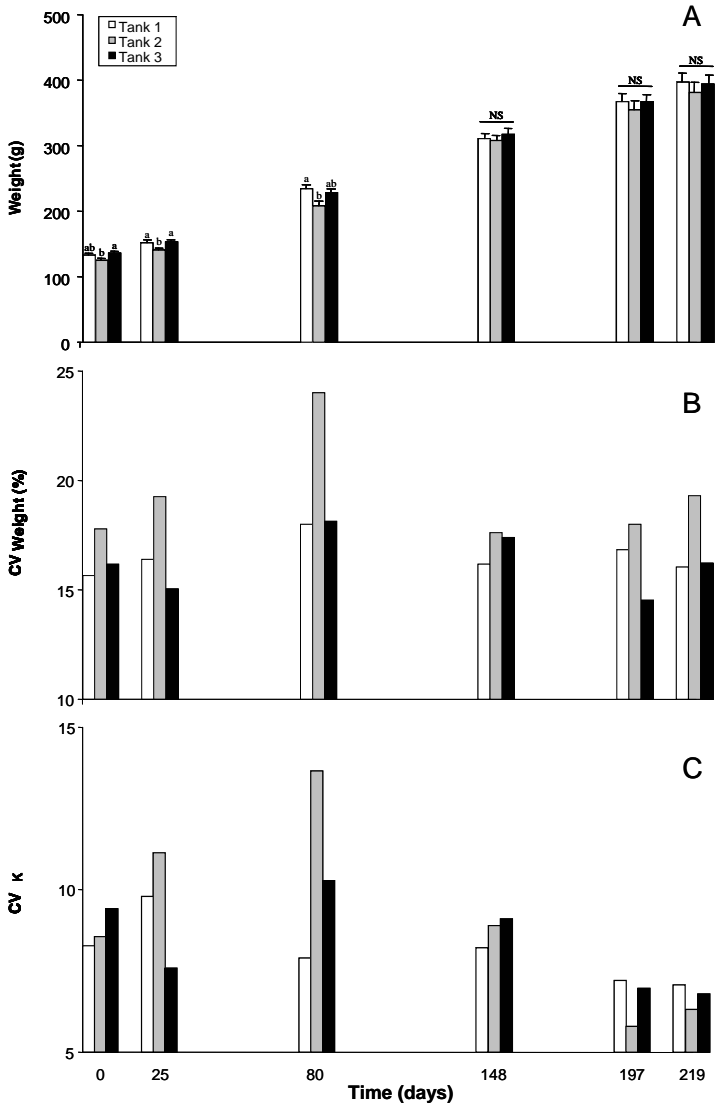 A
500
400
300
200
100
0
Weight (g)
Tank 1
Tank 2
Tank 3
ab b a
a b a
a b ab
NS
NS
NS
B
25
20
15
10
CV Weight (%)
C
15
10
5
CV K
0 25 80 148 197 219
Time (days)